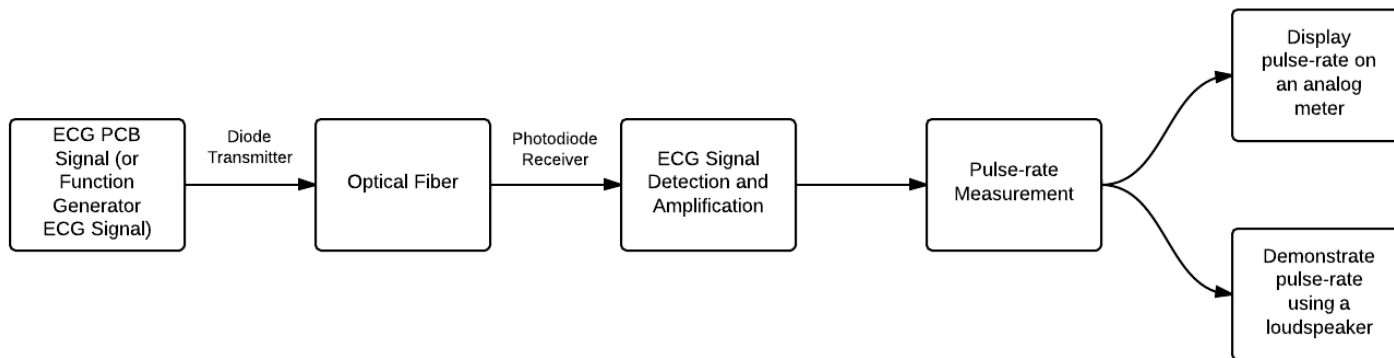 ECG PCB
Signal (or
Function
Generator
ECG Signal)
Diode
Transmitter
Optical Fiber
Photodiode
Receiver
ECG Signal
Detection and
Amplification
Pulse-rate
Measurement
Display
pulse-rate on
an analog
meter
Demonstrate
pulse-rate
using a
loudspeaker